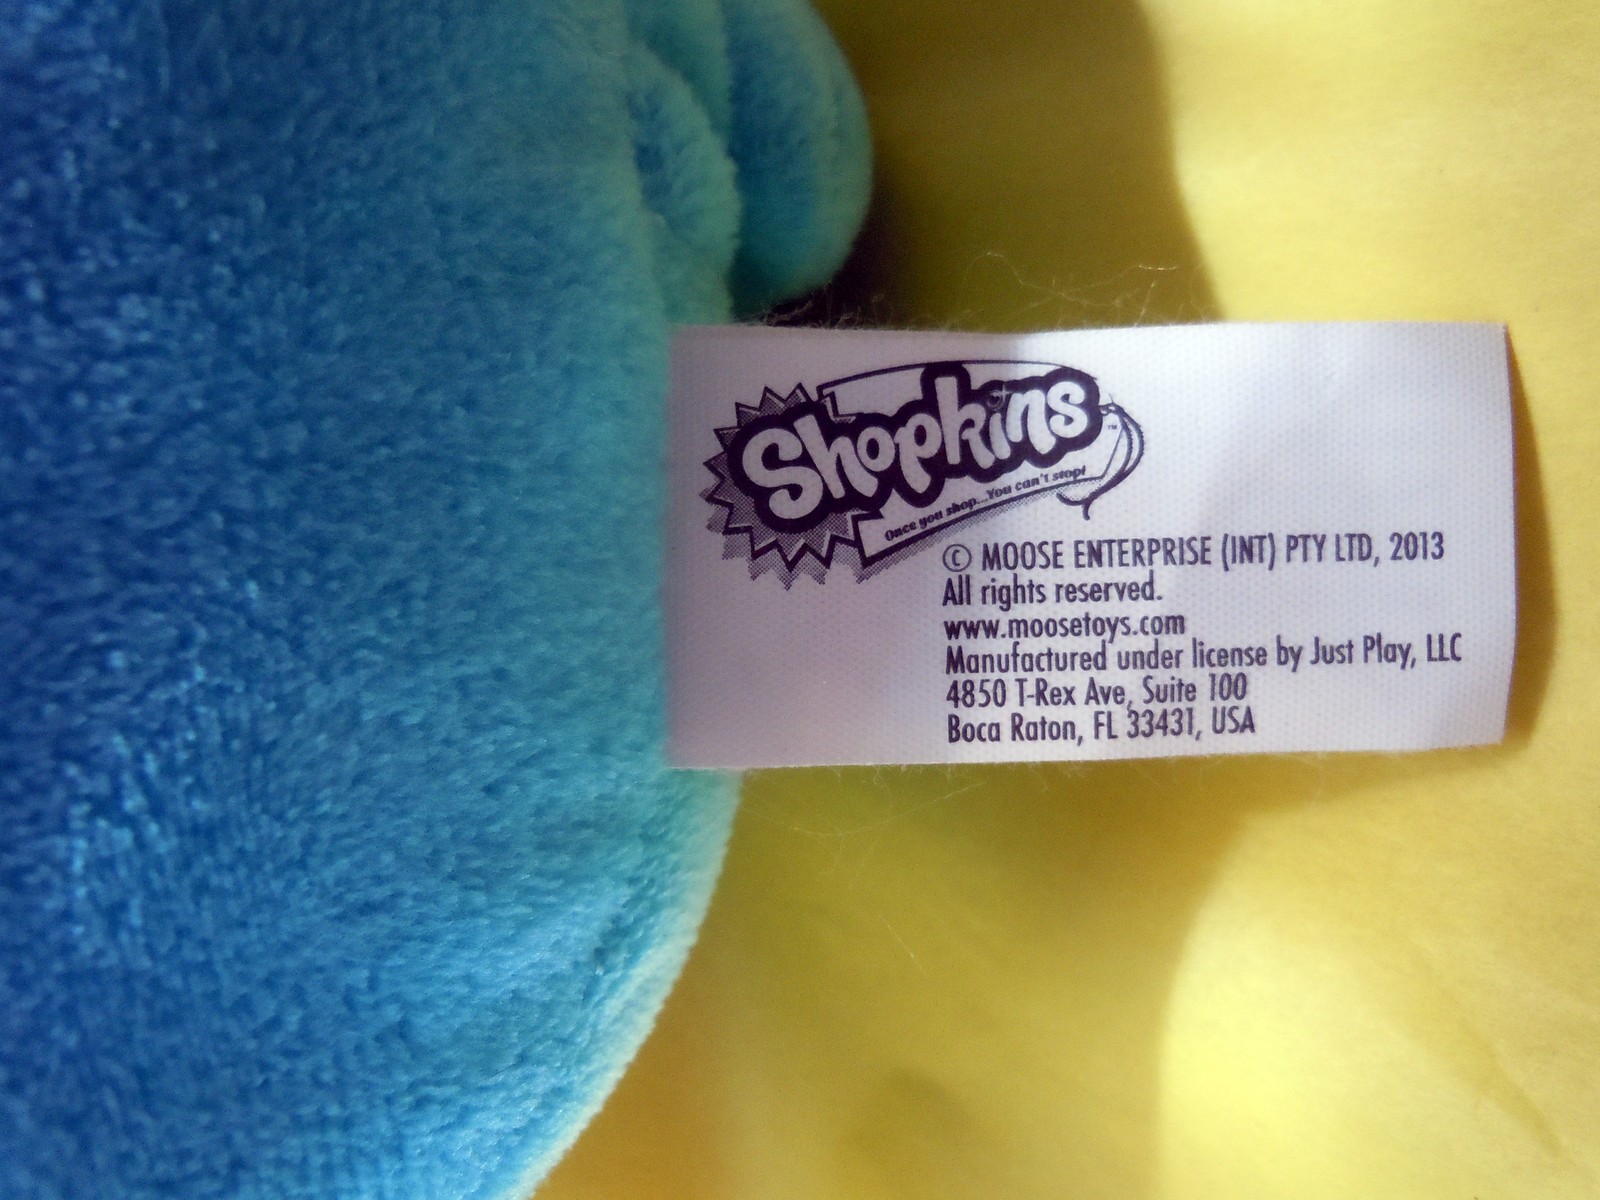 Shopkins™
Once you shop...You can't stop!
© MOOSE ENTERPRISE (INT) PTY LTD, 2013
All rights reserved.
www.moosetoys.com
Manufactured under license by Just Play, LLC
4850 T-Rex Ave, Suite 100
Boca Raton, FL 33431, USA